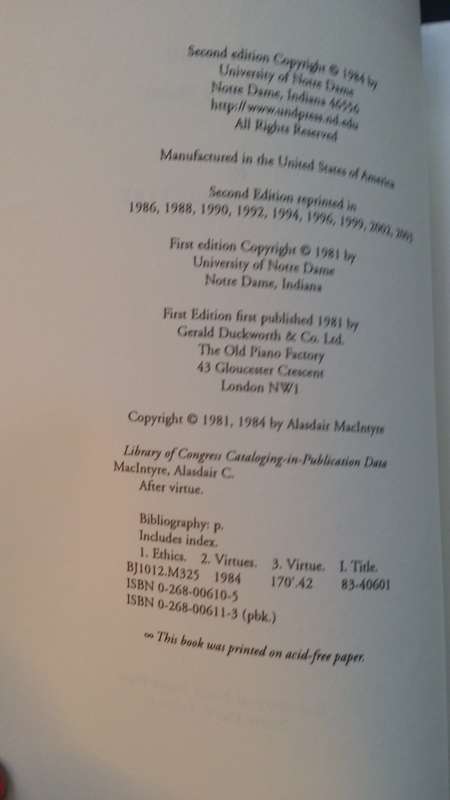 Second edition Copyright © 1984 by
University of Notre Dame
Notre Dame, Indiana 46556
http://www.undpress.nd.edu
All Rights Reserved
Manufactured in the United States of America
Second Edition reprinted in
1986, 1988, 1990, 1992, 1994, 1996, 1999, 2002, 2003
First edition Copyright © 1981 by
University of Notre Dame
Notre Dame, Indiana
First Edition first published 1981 by
Gerald Duckworth & Co. Ltd.
The Old Piano Factory
43 Gloucester Crescent
London NW1
Copyright © 1981, 1984 by Alasdair MacIntyre
Library of Congress Cataloging-in-Publication Data
MacIntyre, Alasdair C.
After virtue.
Bibliography: p.
Includes index.
1. Ethics. 2. Virtues. 3. Virtue. I. Title.
BJ1012.M325 1984 170'.42 83-40601
ISBN 0-268-00610-5
ISBN 0-268-00611-3 (pbk.)
∞ This book was printed on acid-free paper.